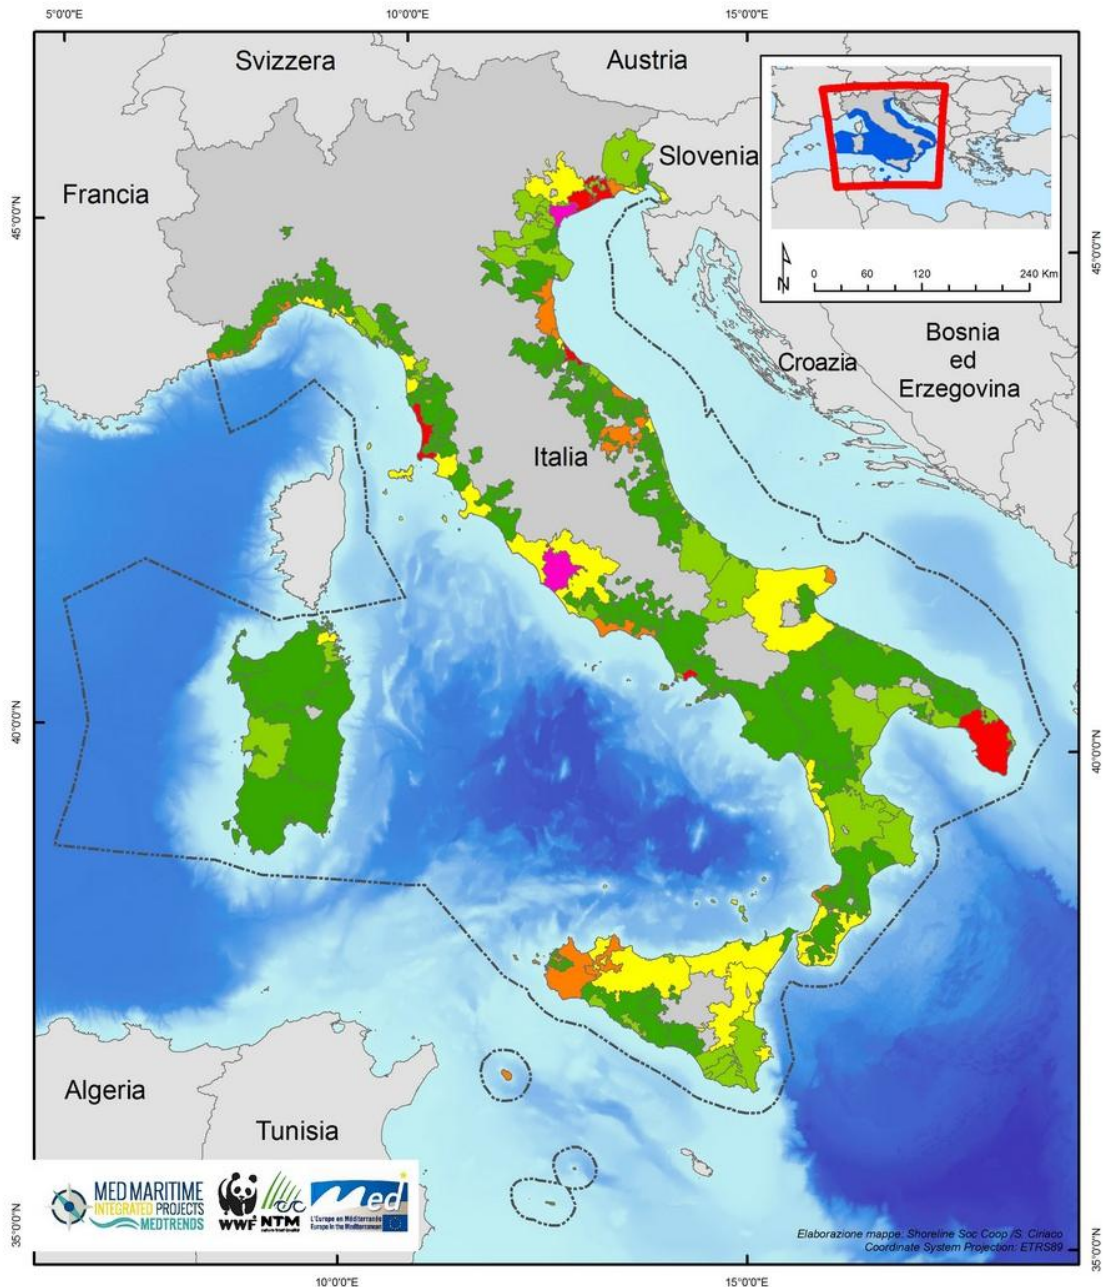 5°0'0"E
10°0'0"E
15°0'0"E
Svizzera
Austria
Slovenia
Francia
45°0'0"N
45°0'0"N
N
0 60 120 240 Km
Bosnia
ed
Erzegovina
Croazia
Italia
40°0'0"N
40°0'0"N
Algeria
Tunisia
MED MARITIME
INTEGRATED PROJECTS
MEDTRENDS
WWF
NTM
med
L'Europe en Méditerranée
Europe in the Mediterranean
Elaborazione mappe: Shoreline Soc Coop /S. Ciriaco
Coordinate System Projection: ETRS89
35°0'0"N
35°0'0"N
10°0'0"E
15°0'0"E